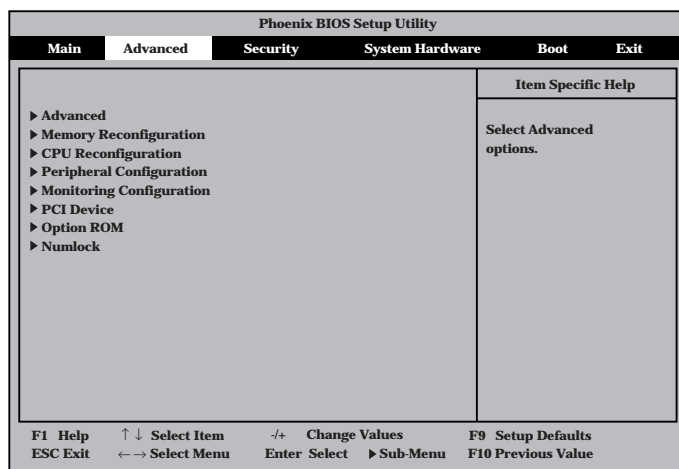 Phoenix BIOS Setup Utility
Main Advanced Security System Hardware Boot Exit
Item Specific Help
Select Advanced
options.
▶ Advanced
▶ Memory Reconfiguration
▶ CPU Reconfiguration
▶ Peripheral Configuration
▶ Monitoring Configuration
▶ PCI Device
▶ Option ROM
▶ Numlock
F1 Help ↑↓ Select Item -/+ Change Values F9 Setup Defaults
ESC Exit ←→ Select Menu Enter Select ▶ Sub-Menu F10 Previous Value